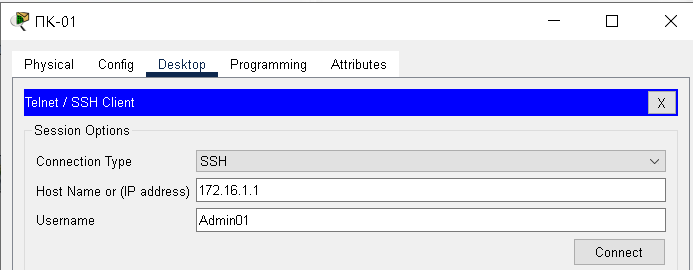 ПК-01
Physical Config Desktop Programming Attributes
Telnet / SSH Client X
Session Options
Connection Type SSH
Host Name or (IP address) 172.16.1.1
Username Admin01
Connect